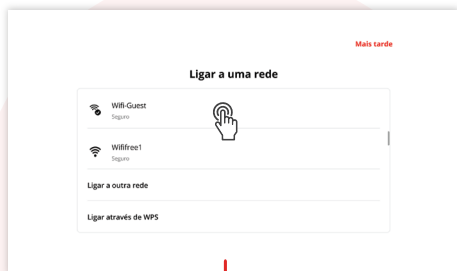 Mais tarde
Ligar a uma rede
Wifi-Guest
Seguro
Wififree1
Seguro
Ligar a outra rede
Ligar através de WPS